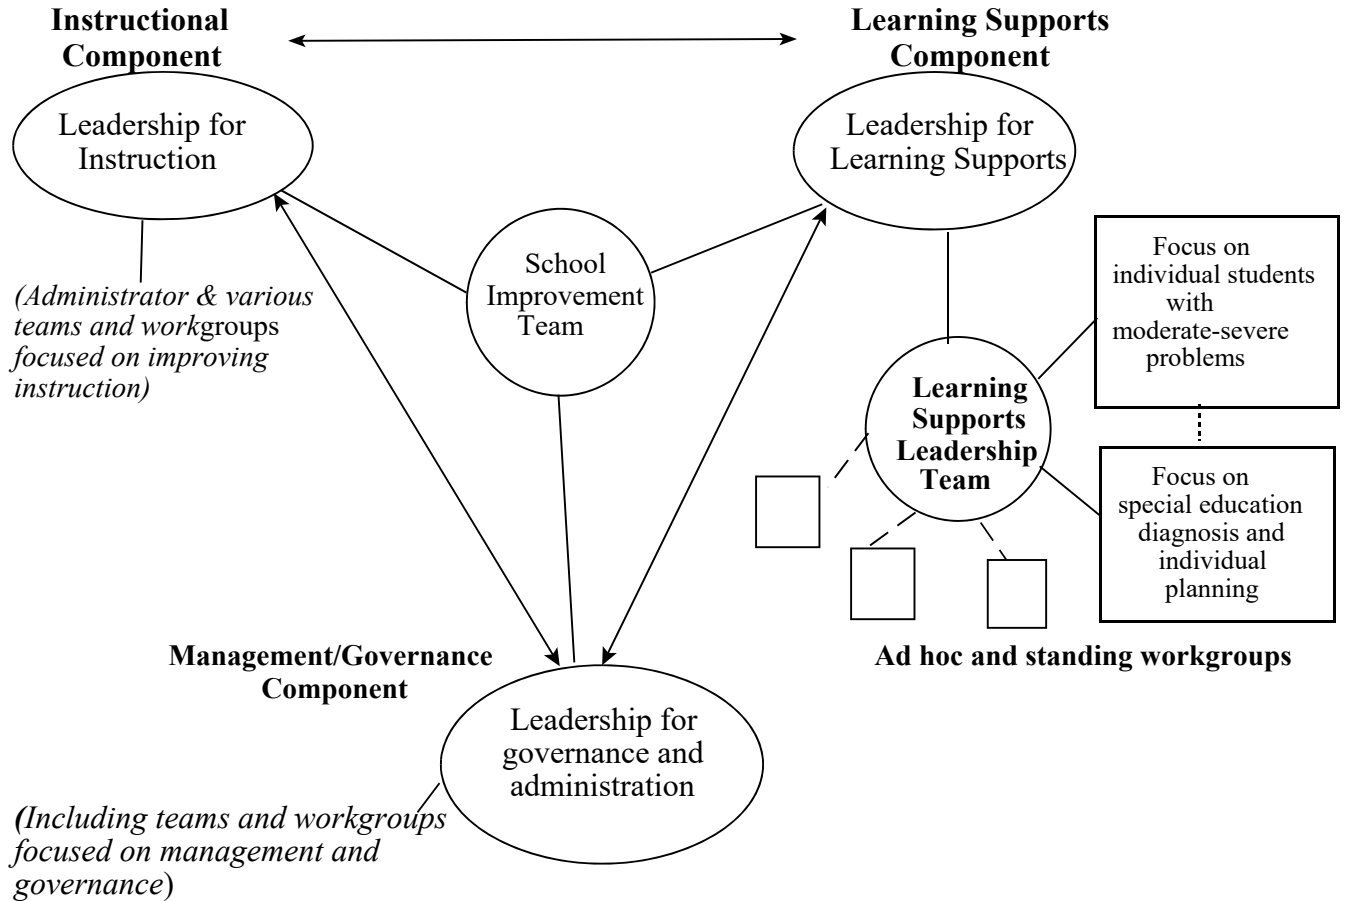 Instructional
Component
Learning Supports
Component
Leadership for
Instruction
Leadership for
Learning Supports
School
Improvement
Team
(Administrator & various
teams and workgroups
focused on improving
instruction)
Focus on
individual students
with
moderate-severe
problems
Learning
Supports
Leadership
Team
Focus on
special education
diagnosis and
individual
planning
Management/Governance
Component
Ad hoc and standing workgroups
Leadership for
governance and
administration
(Including teams and workgroups
focused on management and
governance)